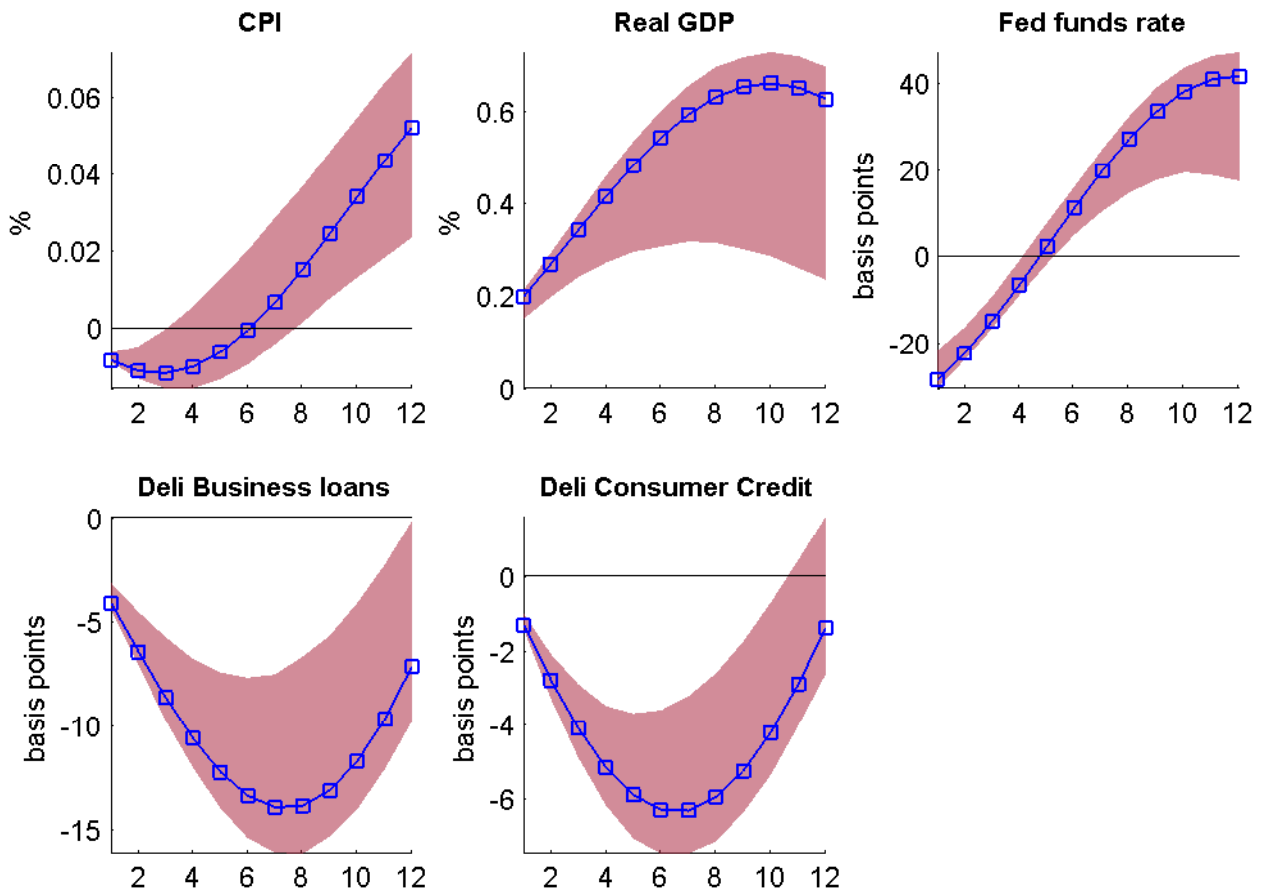 CPI
Real GDP
Fed funds rate
%
0.06
0.04
0.02
0
2 4 6 8 10 12
%
0.6
0.4
0.2
0
2 4 6 8 10 12
basis points
40
20
0
-20
2 4 6 8 10 12
Deli Business loans
Deli Consumer Credit
basis points
0
-5
-10
-15
2 4 6 8 10 12
basis points
0
-2
-4
-6
2 4 6 8 10 12